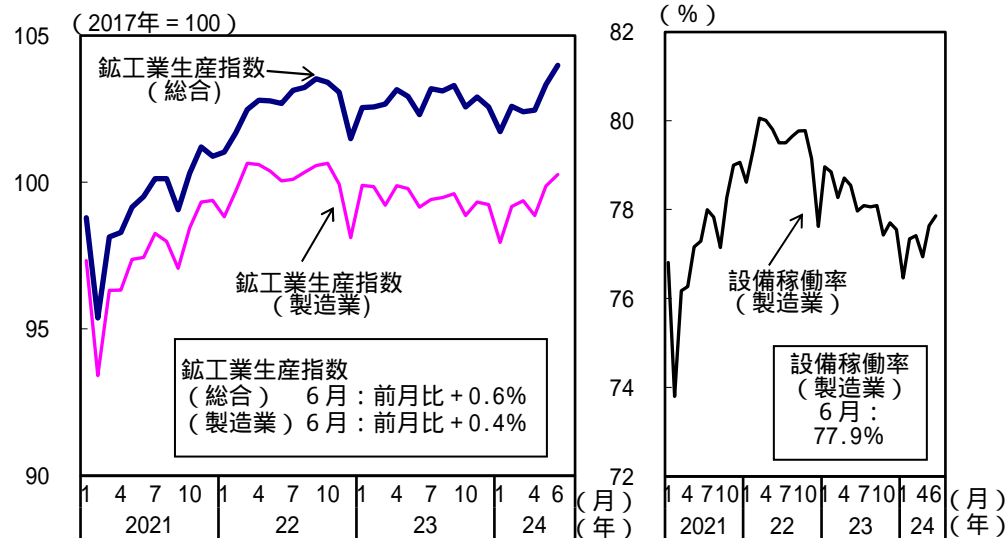 （2017年＝100）
105
100
95
90
鉱工業生産指数
（総合）
鉱工業生産指数
（製造業）
鉱工業生産指数
（総合）　６月：前月比＋0.6%
（製造業）６月：前月比＋0.4%
1 4 7 10 1 4 7 10 1 4 7 10 1 4 6 （月）
2021 22 23 24 （年）
（％）
82
80
78
76
74
72
設備稼働率
（製造業）
設備稼働率
（製造業）
６月：
77.9%
1 4 7 10 1 4 7 10 1 4 7 10 1 4 6 （月）
2021 22 23 24 （年）